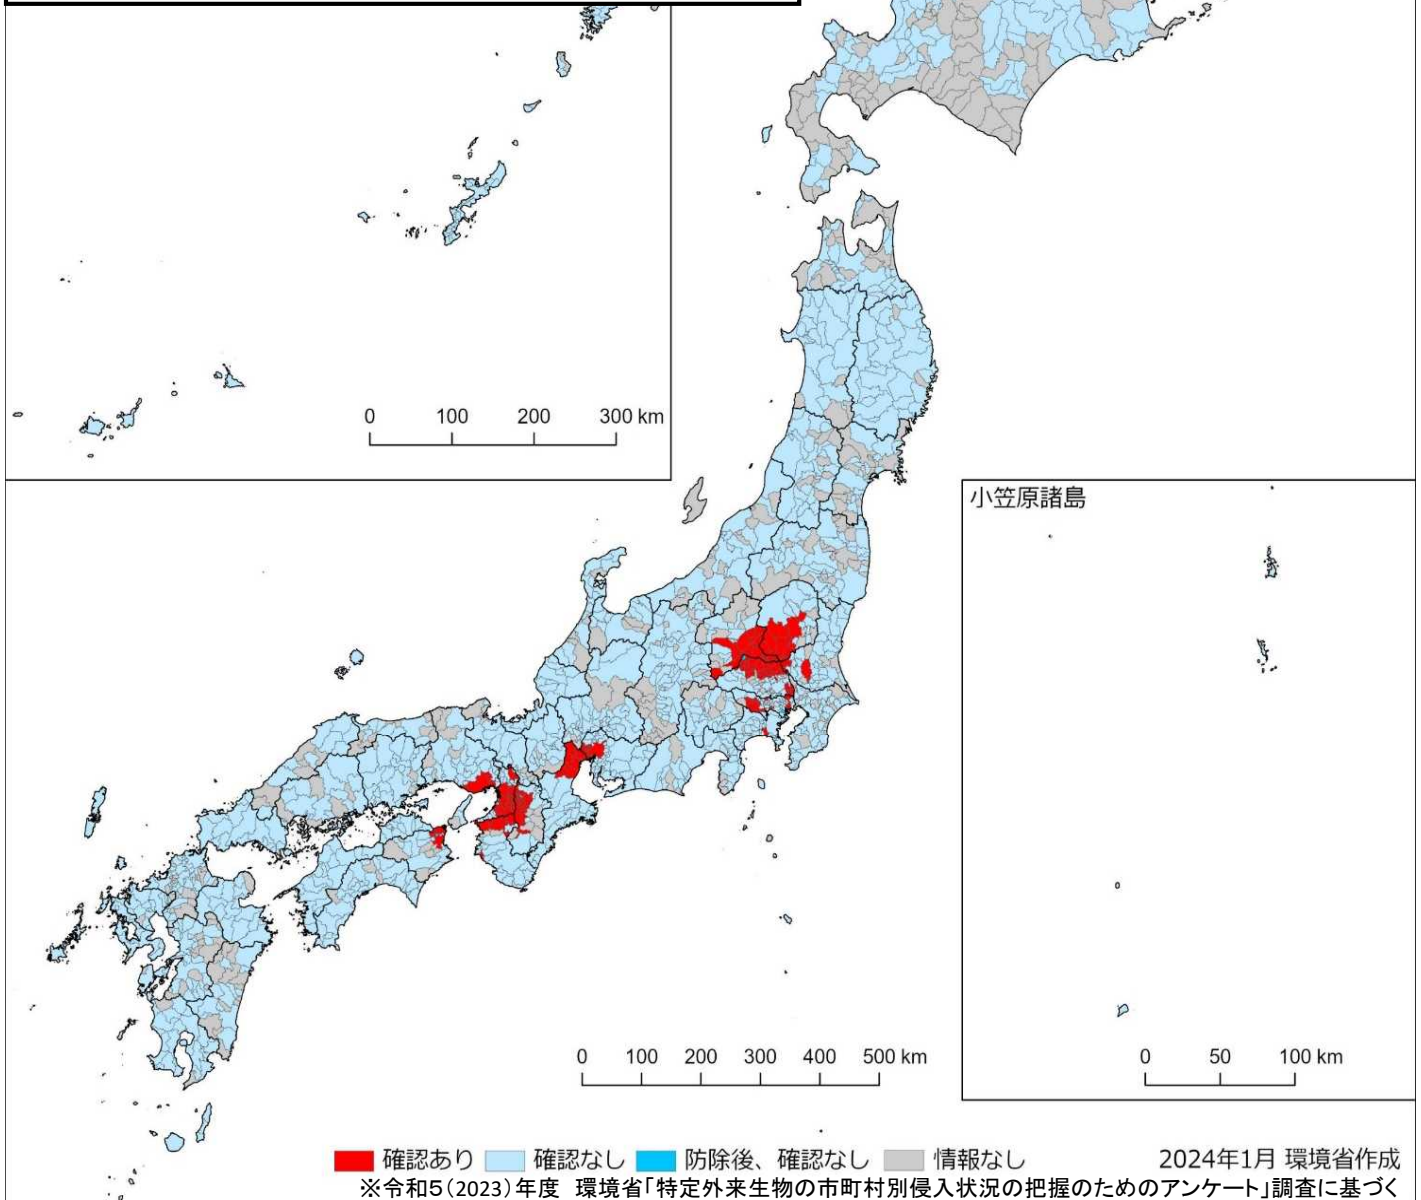 0 100 200 300 km
小笠原諸島
0 100 200 300 400 500 km
0 50 100 km
確認あり 確認なし 防除後、確認なし 情報なし 2024年1月 環境省作成
※令和5(2023)年度 環境省「特定外来生物の市町村別侵入状況の把握のためのアンケート」調査に基づく